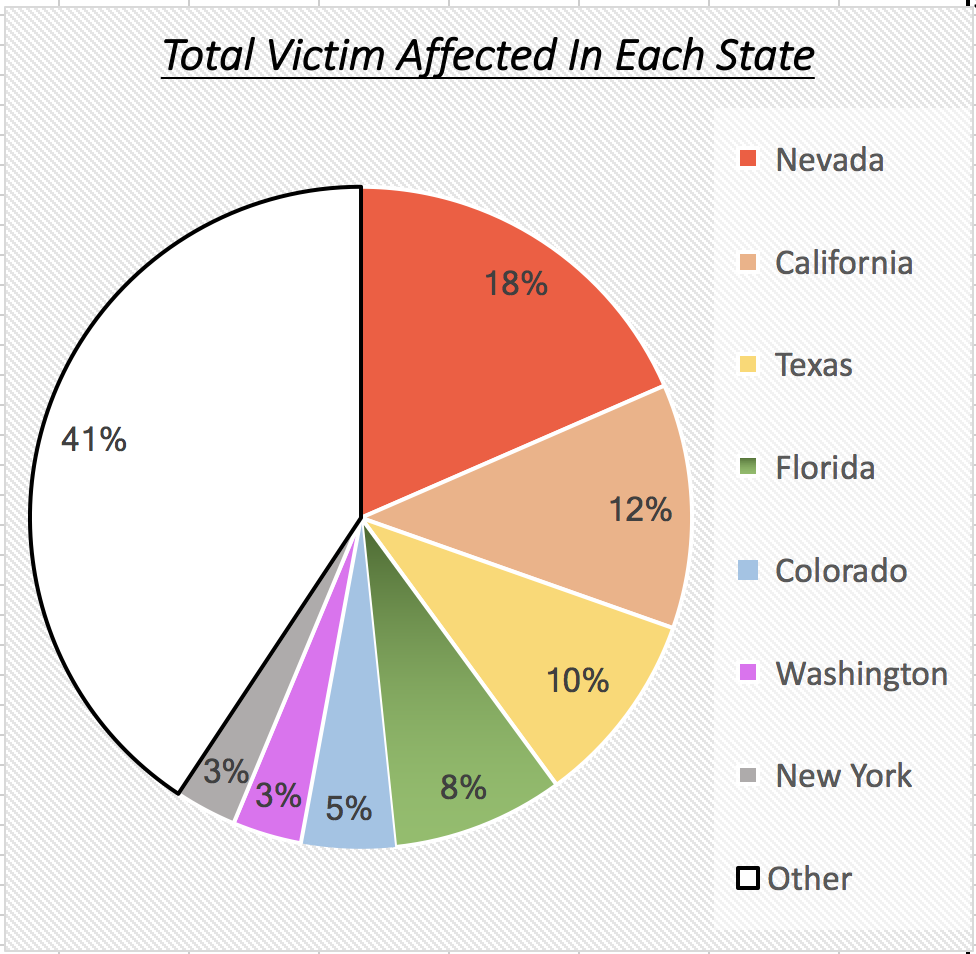 Total Victim Affected In Each State
Nevada
18%
California
Texas
41%
Florida
12%
Colorado
10%
Washington
3%
3%
5%
8%
New York
Other